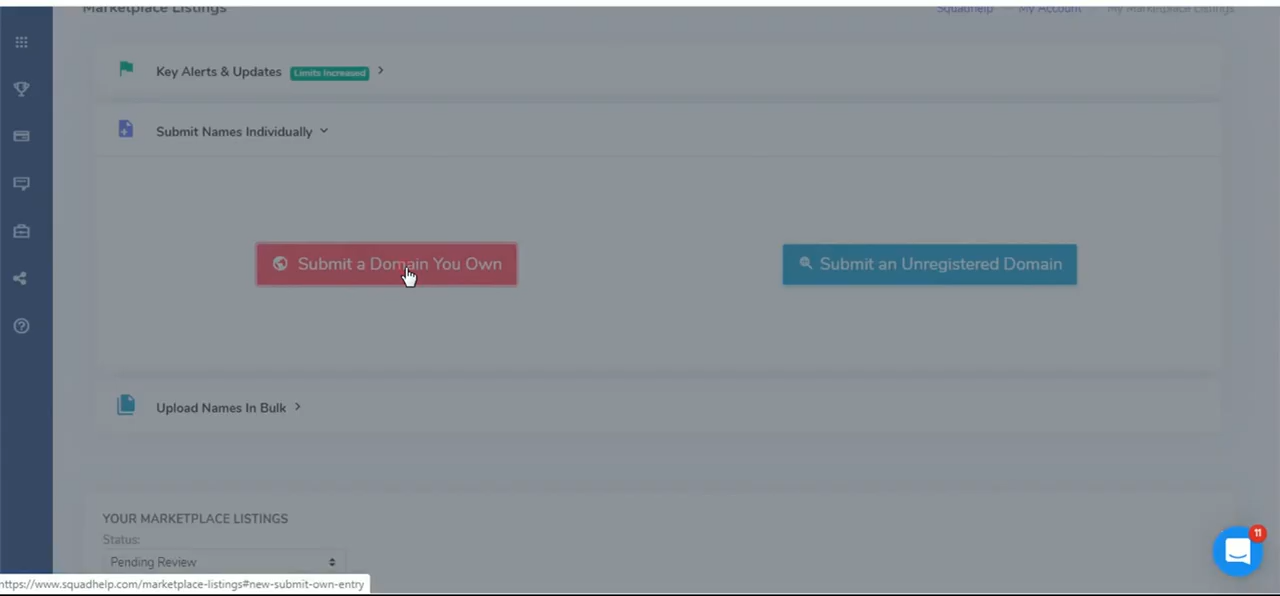 Marketplace Listings
Squadhelp – My Account – My Marketplace Listings
Key Alerts & Updates Limits Increased
Submit Names Individually
Submit a Domain You Own
Submit an Unregistered Domain
Upload Names In Bulk
YOUR MARKETPLACE LISTINGS
Status:
Pending Review
11
https://www.squadhelp.com/marketplace-listings#new-submit-own-entry